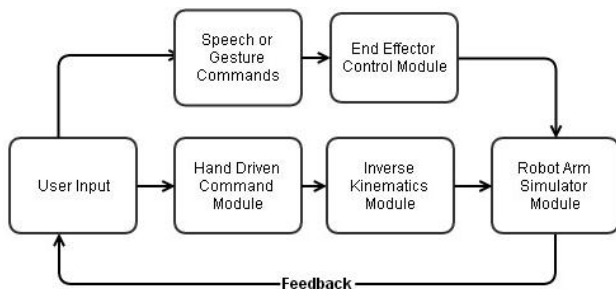 Speech or
Gesture
Commands
End Effector
Control Module
User Input
Hand Driven
Command
Module
Inverse
Kinematics
Module
Robot Arm
Simulator
Module
Feedback